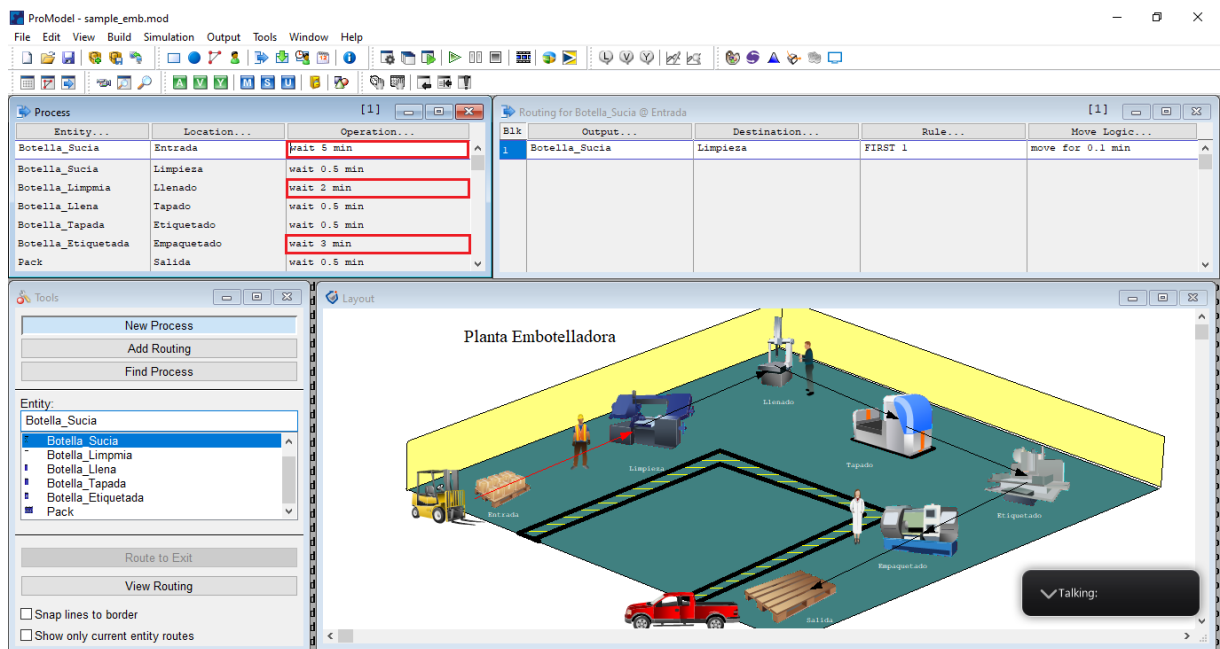 ProModel - sample_emb.mod
File Edit View Build Simulation Output Tools Window Help
A V Y M S U
Process [1]
Entity... Location... Operation...
Botella_Sucia Entrada wait 5 min
Botella_Sucia Limpieza wait 0.5 min
Botella_Limpmia Llenado wait 2 min
Botella_Llena Tapado wait 0.5 min
Botella_Tapada Etiquetado wait 0.5 min
Botella_Etiquetada Empaquetado wait 3 min
Pack Salida wait 0.5 min
Routing for Botella_Sucia @ Entrada [1]
Blk Output... Destination... Rule... Move Logic...
1 Botella_Sucia Limpieza FIRST 1 move for 0.1 min
Tools
New Process
Add Routing
Find Process
Entity:
Botella_Sucia
Botella_Sucia
Botella_Limpmia
Botella_Llena
Botella_Tapada
Botella_Etiquetada
Pack
Route to Exit
View Routing
Snap lines to border
Show only current entity routes
Layout
Planta Embotelladora
Llenado
Limpieza
Tapado
Entrada
Etiquetado
Empaquetado
Salida
Talking: